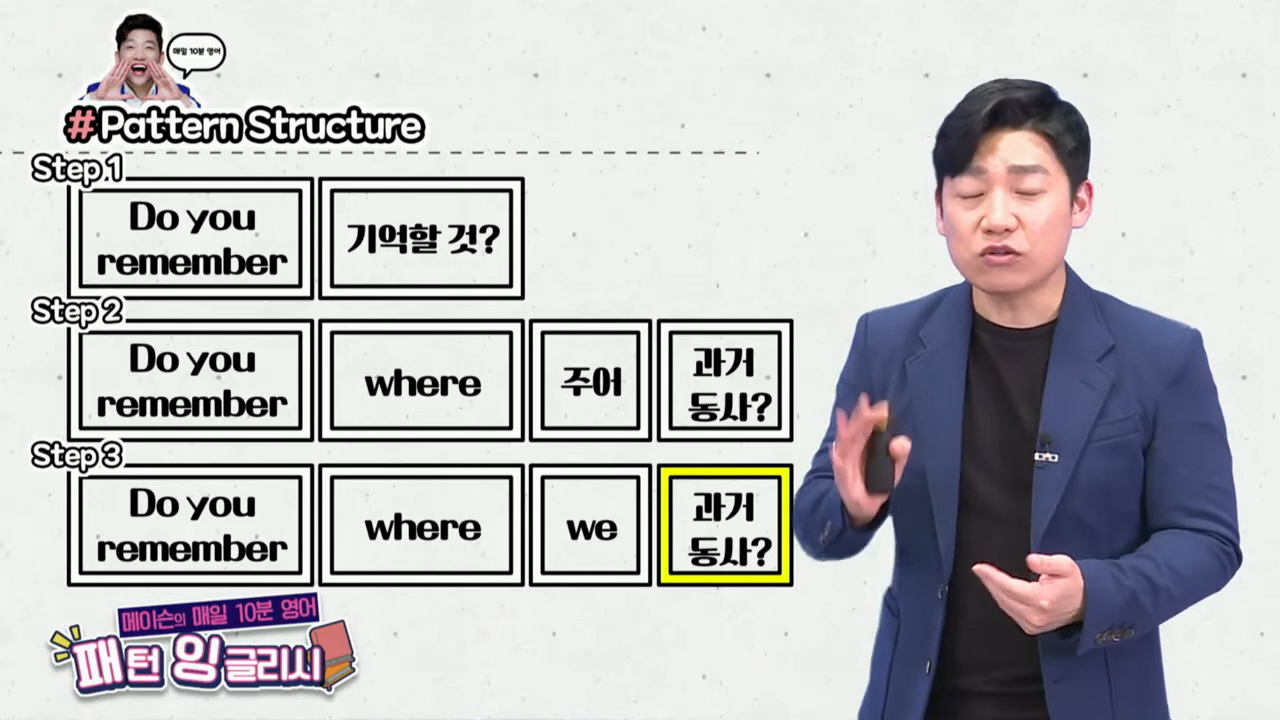 매일 10분 영어
#Pattern Structure
Step 1
Do you
remember
기억할 것?
Step 2
Do you
remember
where
주어
과거
동사?
Step 3
Do you
remember
where
we
과거
동사?
메이슨의 매일 10분 영어
패턴 잉글리시